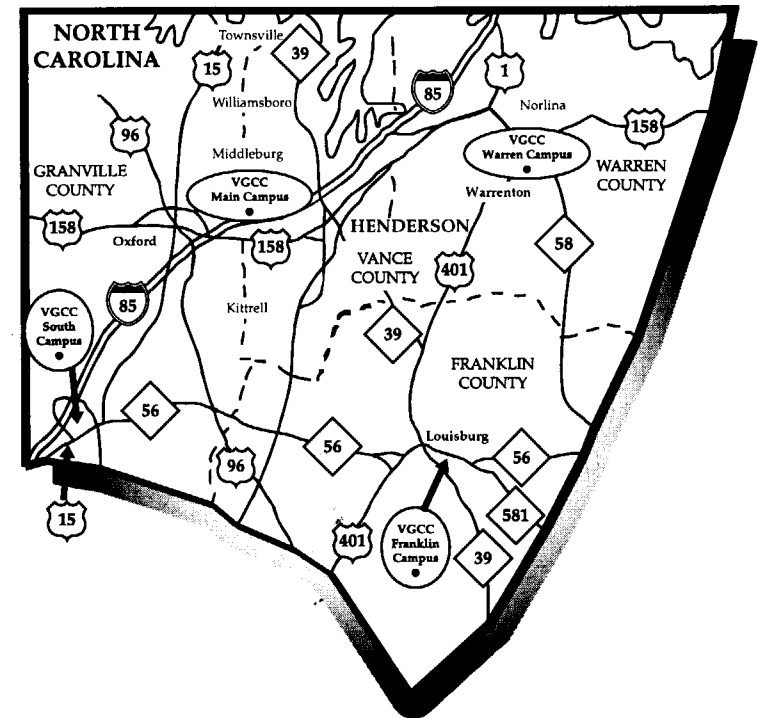 NORTH
CAROLINA
Townsville
39
15
1
85
Williamsboro
Norlina
96
158
Middleburg
GRANVILLE
COUNTY
VGCC
Main Campus
VGCC
Warren Campus
WARREN
COUNTY
Warrenton
158
Oxford
158
HENDERSON
58
VANCE
COUNTY
401
85
Kittrell
VGCC
South
Campus
39
FRANKLIN
COUNTY
56
56
Louisburg
56
96
15
401
VGCC
Franklin
Campus
581
39